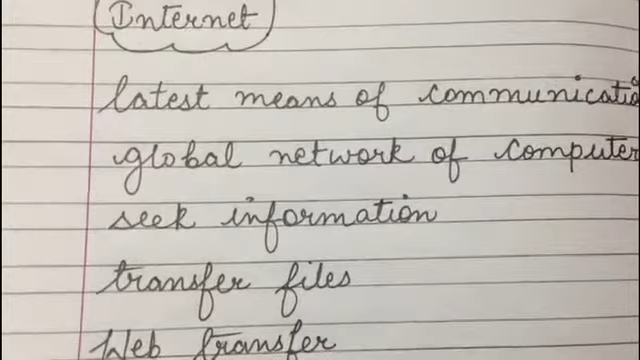 Internet
latest means of communicatio
global network of computer
seek information
transfer files
Web transfer